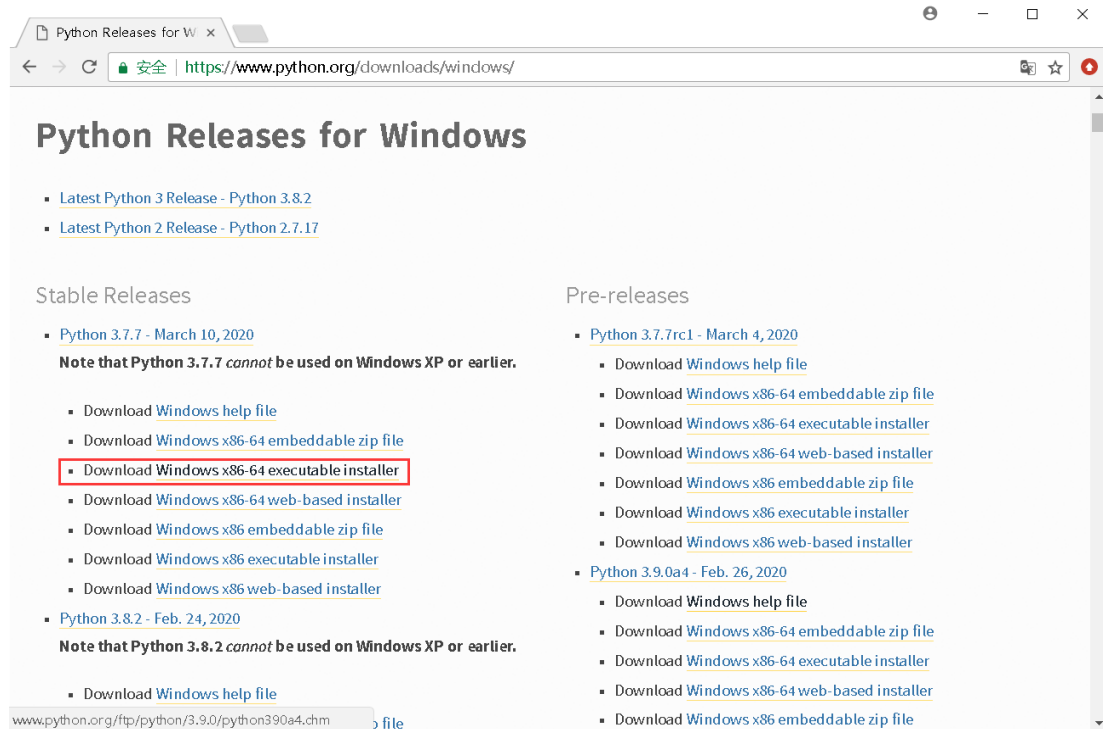 Python Releases for W
安全 | https://www.python.org/downloads/windows/
Python Releases for Windows
Latest Python 3 Release - Python 3.8.2
Latest Python 2 Release - Python 2.7.17
Stable Releases
Python 3.7.7 - March 10, 2020
Note that Python 3.7.7 cannot be used on Windows XP or earlier.
Download Windows help file
Download Windows x86-64 embeddable zip file
Download Windows x86-64 executable installer
Download Windows x86-64 web-based installer
Download Windows x86 embeddable zip file
Download Windows x86 executable installer
Download Windows x86 web-based installer
Python 3.8.2 - Feb. 24, 2020
Note that Python 3.8.2 cannot be used on Windows XP or earlier.
Download Windows help file
file
Pre-releases
Python 3.7.7rc1 - March 4, 2020
Download Windows help file
Download Windows x86-64 embeddable zip file
Download Windows x86-64 executable installer
Download Windows x86-64 web-based installer
Download Windows x86 embeddable zip file
Download Windows x86 executable installer
Download Windows x86 web-based installer
Python 3.9.0a4 - Feb. 26, 2020
Download Windows help file
Download Windows x86-64 embeddable zip file
Download Windows x86-64 executable installer
Download Windows x86-64 web-based installer
Download Windows x86 embeddable zip file
www.python.org/ftp/python/3.9.0/python390a4.chm